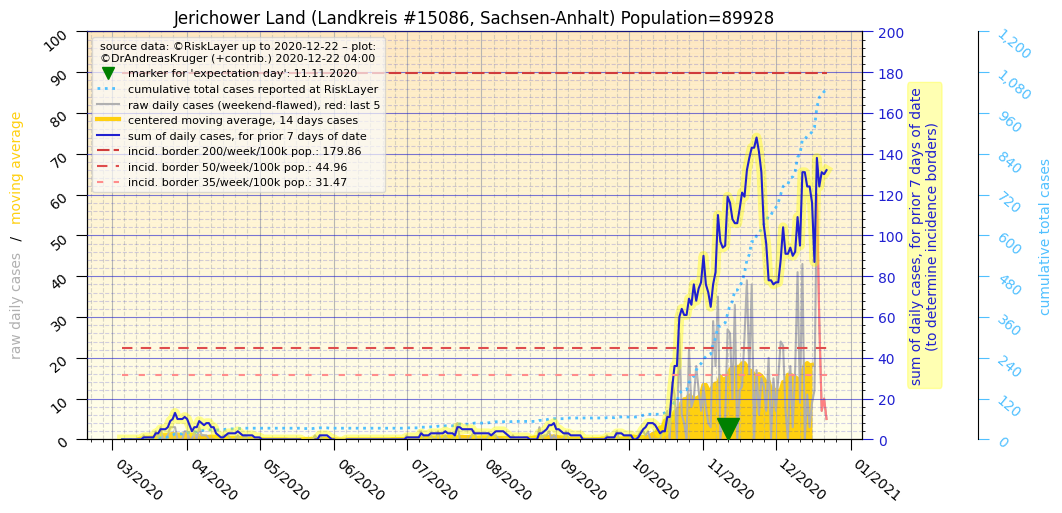 Jerichower Land (Landkreis #15086, Sachsen-Anhalt) Population=89928
source data: ©RiskLayer up to 2020-12-22 – plot:
©DrAndreasKruger (+contrib.) 2020-12-22 04:00
marker for 'expectation day': 11.11.2020
cumulative total cases reported at RiskLayer
raw daily cases (weekend-flawed), red: last 5
centered moving average, 14 days cases
sum of daily cases, for prior 7 days of date
incid. border 200/week/100k pop.: 179.86
incid. border 50/week/100k pop.: 44.96
incid. border 35/week/100k pop.: 31.47
raw daily cases / moving average
100
90
80
70
60
50
40
30
20
10
0
03/2020
04/2020
05/2020
06/2020
07/2020
08/2020
09/2020
10/2020
11/2020
12/2020
01/2021
200
180
160
140
120
100
80
60
40
20
0
sum of daily cases, for prior 7 days of date
(to determine incidence borders)
1,200
1,080
960
840
720
600
480
360
240
120
0
cumulative total cases